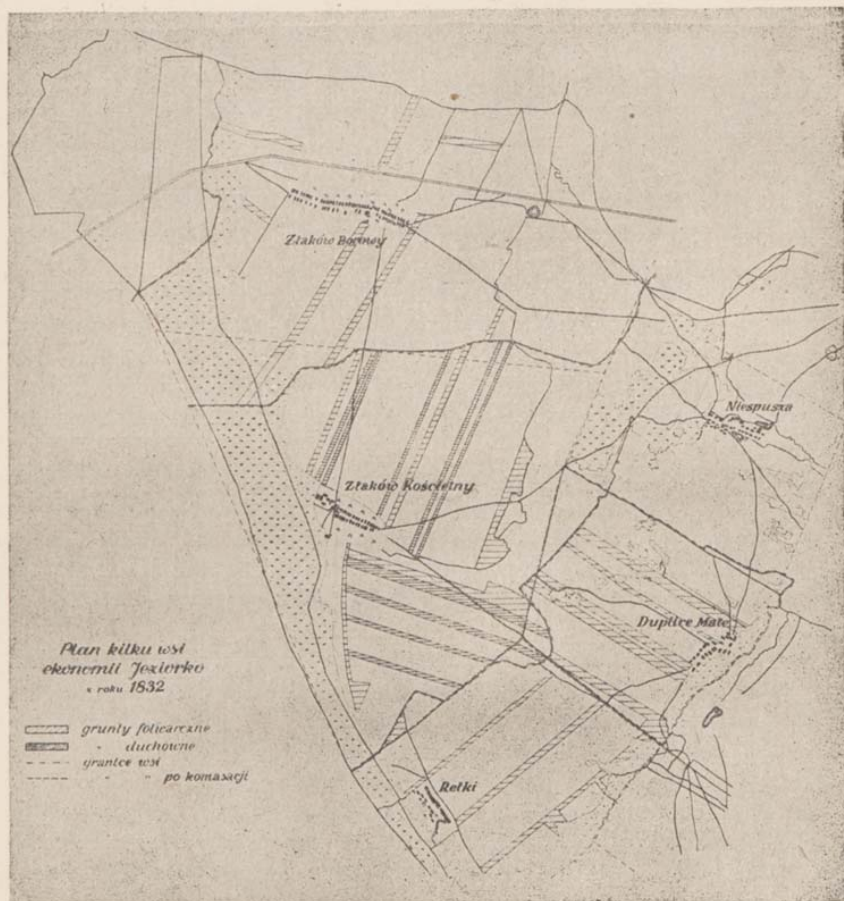 Złaków Borowy
Niespusza
Złaków Kościelny
Duplice Małe
Plan kilku wsi
ekonomii Jeziorko
z roku 1832
grunty folwarczne
" duchowne
granice wsi
" " po komasacji
Retki